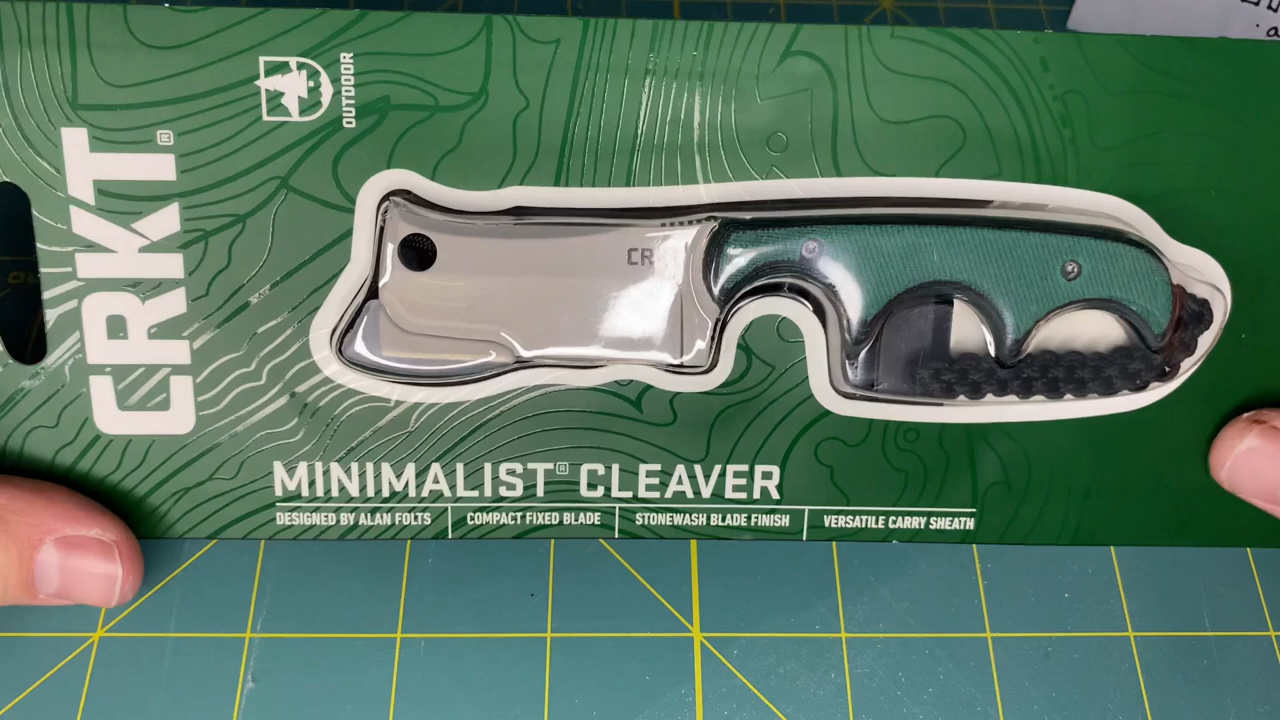 OUTDOOR
CRKT®
CR
MINIMALIST® CLEAVER
DESIGNED BY ALAN FOLTS
COMPACT FIXED BLADE
STONEWASH BLADE FINISH
VERSATILE CARRY SHEATH